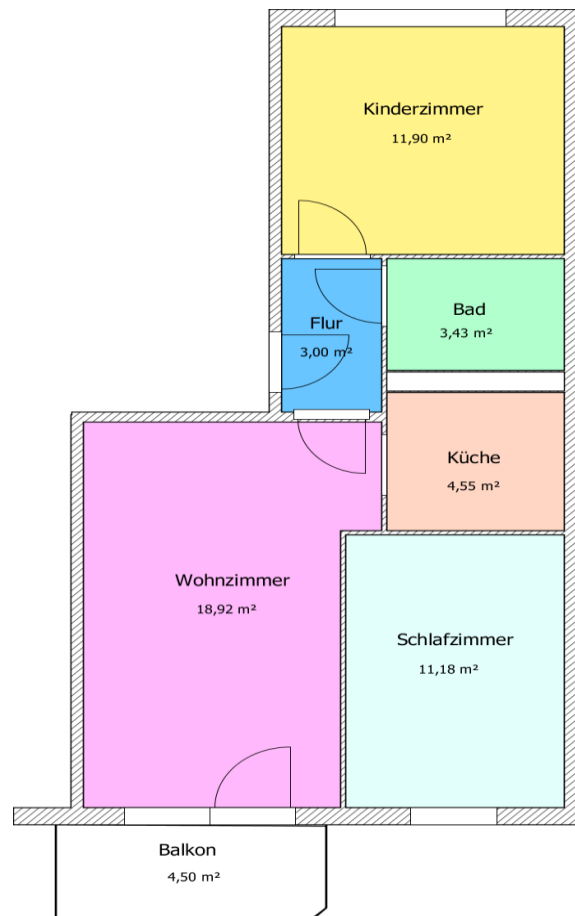 Kinderzimmer
11,90 m²
Flur
3,00 m²
Bad
3,43 m²
Küche
4,55 m²
Wohnzimmer
18,92 m²
Schlafzimmer
11,18 m²
Balkon
4,50 m²